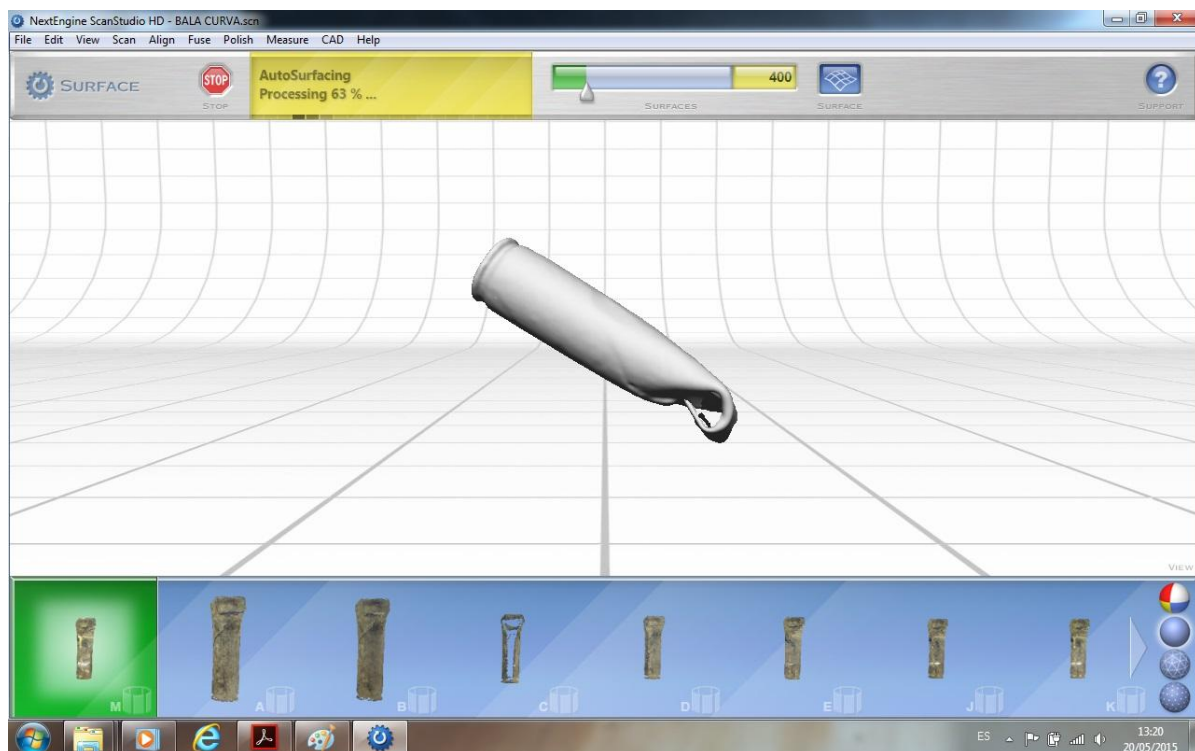 NextEngine ScanStudio HD - BALA CURVA.scn
File Edit View Scan Align Fuse Polish Measure CAD Help
SURFACE
STOP
STOP
AutoSurfacing
Processing 63 % ...
400
SURFACES
SURFACE
?
SUPPORT
VIEW
M
A
B
C
D
E
J
K
ES
13:20
20/05/2015